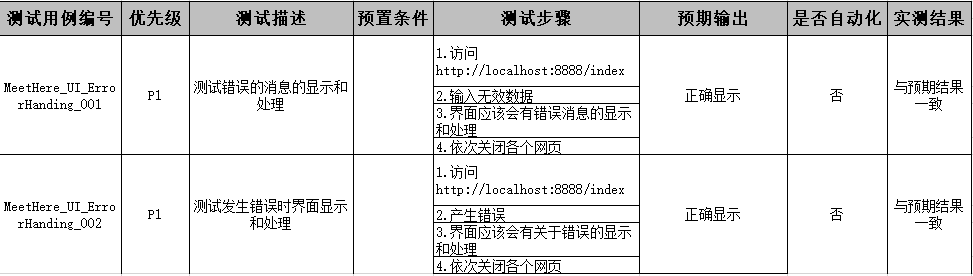 测试用例编号 优先级 测试描述 预置条件 测试步骤 预期输出 是否自动化 实测结果
MeetHere_UI_Erro
rHanding_001
P1
测试错误的消息的显示和
处理
1.访问
http://localhost:8888/index
2.输入无效数据
3.界面应该会有错误消息的显示
和处理
4.依次关闭各个网页
正确显示
否
与预期结果
一致
MeetHere_UI_Erro
rHanding_002
P1
测试发生错误时界面显示
和处理
1.访问
http://localhost:8888/index
2.产生错误
3.界面应该会有关于错误的显示
和处理
4.依次关闭各个网页
正确显示
否
与预期结果
一致